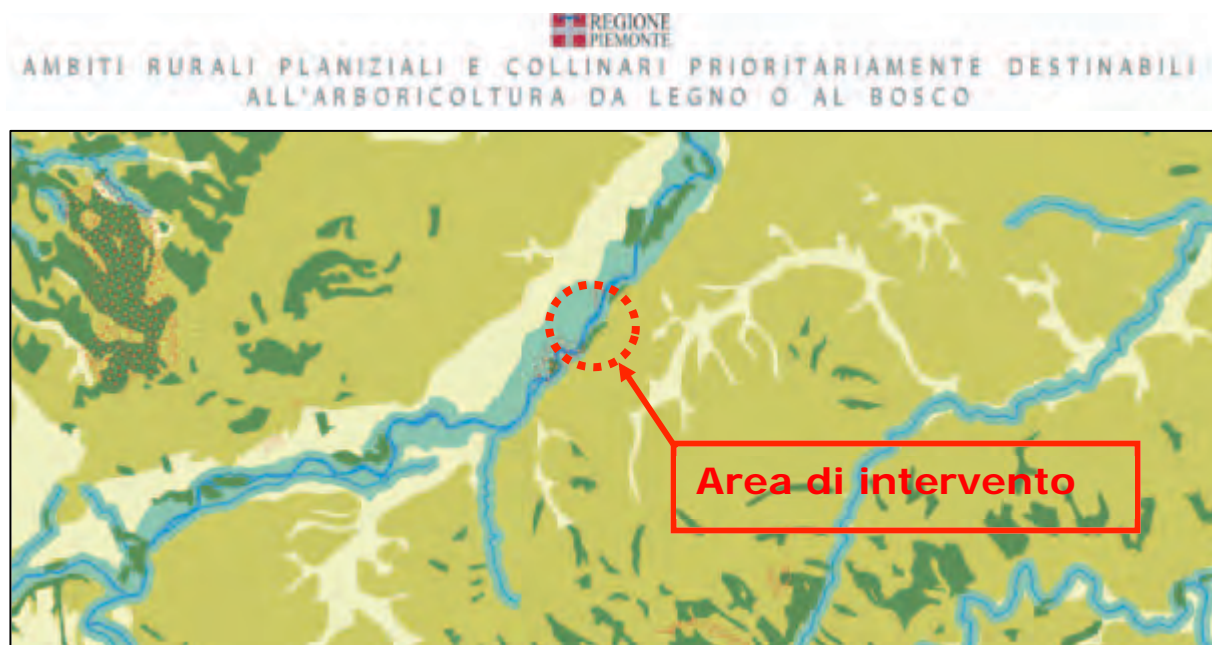 REGIONE
PIEMONTE
AMBITI RURALI PLANIZIALI E COLLINARI PRIORITARIAMENTE DESTINABILI
ALL'ARBORICOLTURA DA LEGNO O AL BOSCO
Area di intervento